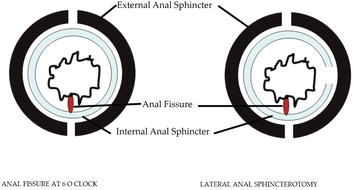 External Anal Sphincter
Anal Fissure
Internal Anal Sphincter
ANAL FISSURE AT 6 O CLOCK
LATERAL ANAL SPHINCTEROTOMY